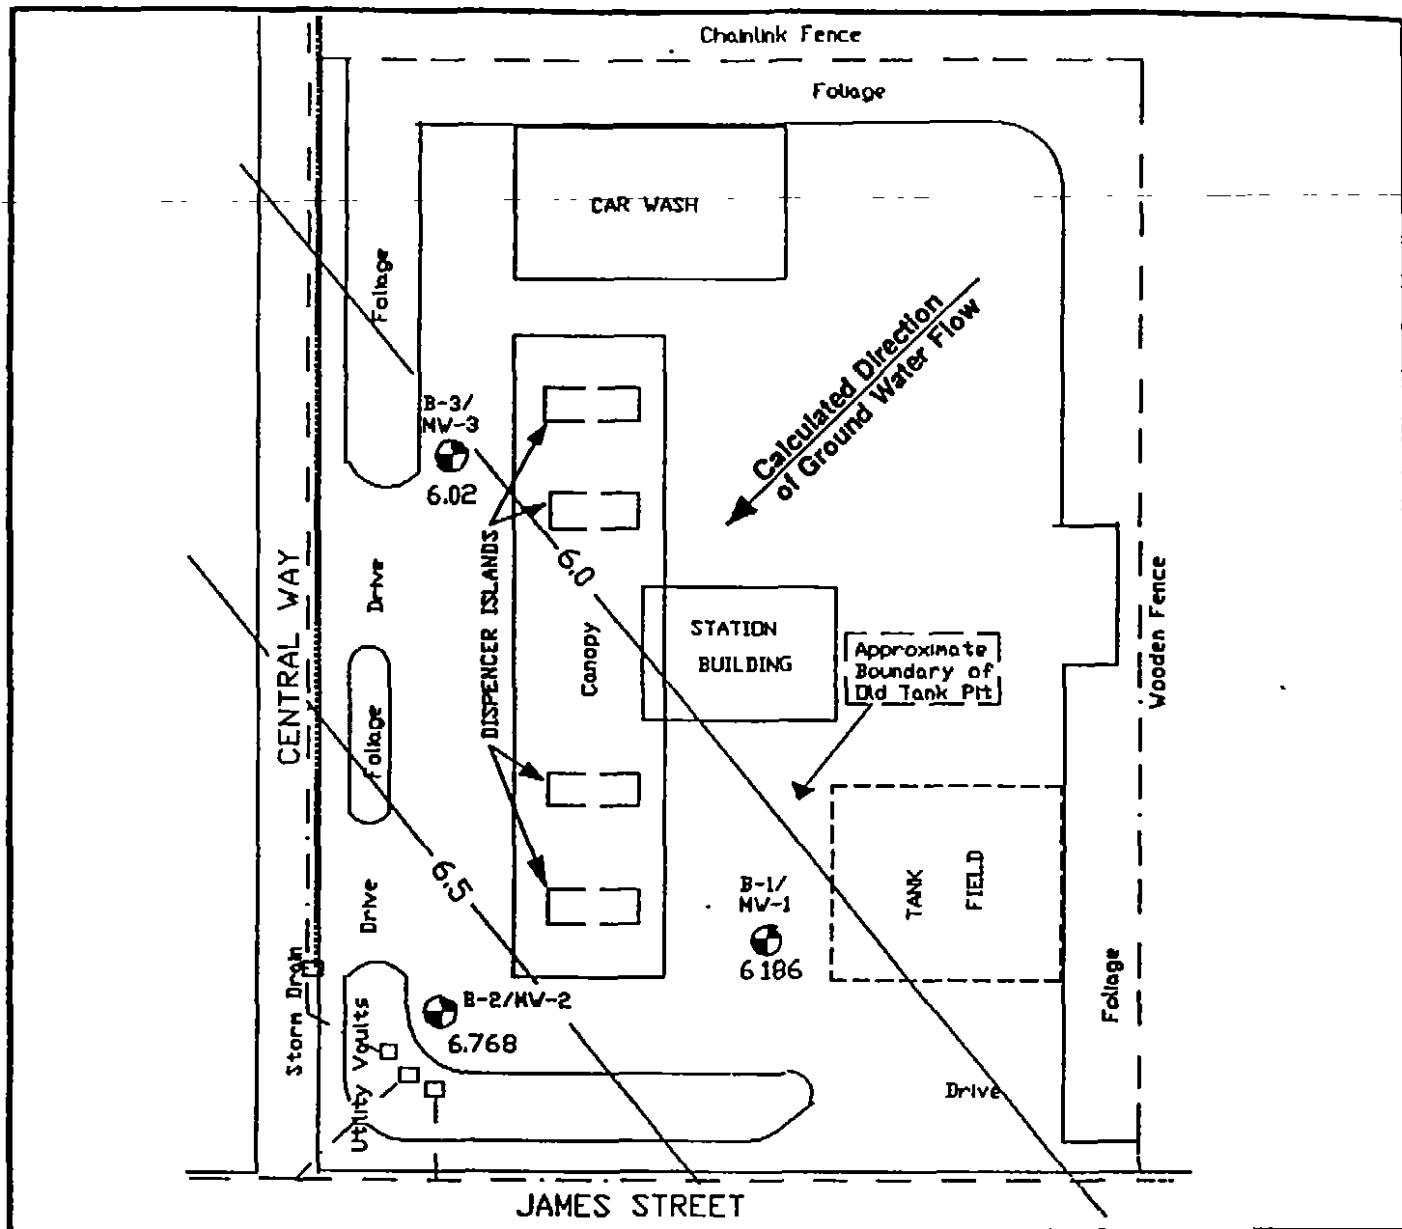 Chainlink Fence
Foliage
CAR WASH
Foliage
Calculated Direction
of Ground Water Flow
B-3/
MW-3
6.02
DISPENCER ISLANDS
6.0
Canopy
STATION
BUILDING
Approximate
Boundary of
Old Tank Pit
Wooden Fence
CENTRAL WAY
Drive
Foliage
6.5
Drive
B-1/
MW-1
6 186
TANK
FIELD
Foliage
Storm Drain
Utility Vaults
B-2/MW-2
6.768
Drive
JAMES STREET